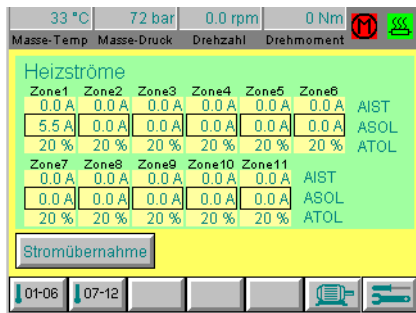 33 °C 72 bar 0.0 rpm 0 Nm
Masse-Temp Masse-Druck Drehzahl Drehmoment M
Heizströme
Zone1 Zone2 Zone3 Zone4 Zone5 Zone6
0.0 A 0.0 A 0.0 A 0.0 A 0.0 A 0.0 A AIST
5.5 A 0.0 A 0.0 A 0.0 A 0.0 A 0.0 A ASOL
20 % 20 % 20 % 20 % 20 % 20 % ATOL
Zone7 Zone8 Zone9 Zone10 Zone11
0.0 A 0.0 A 0.0 A 0.0 A 0.0 A AIST
0.0 A 0.0 A 0.0 A 0.0 A 0.0 A ASOL
20 % 20 % 20 % 20 % 20 % ATOL
Stromübernahme
01-06 07-12